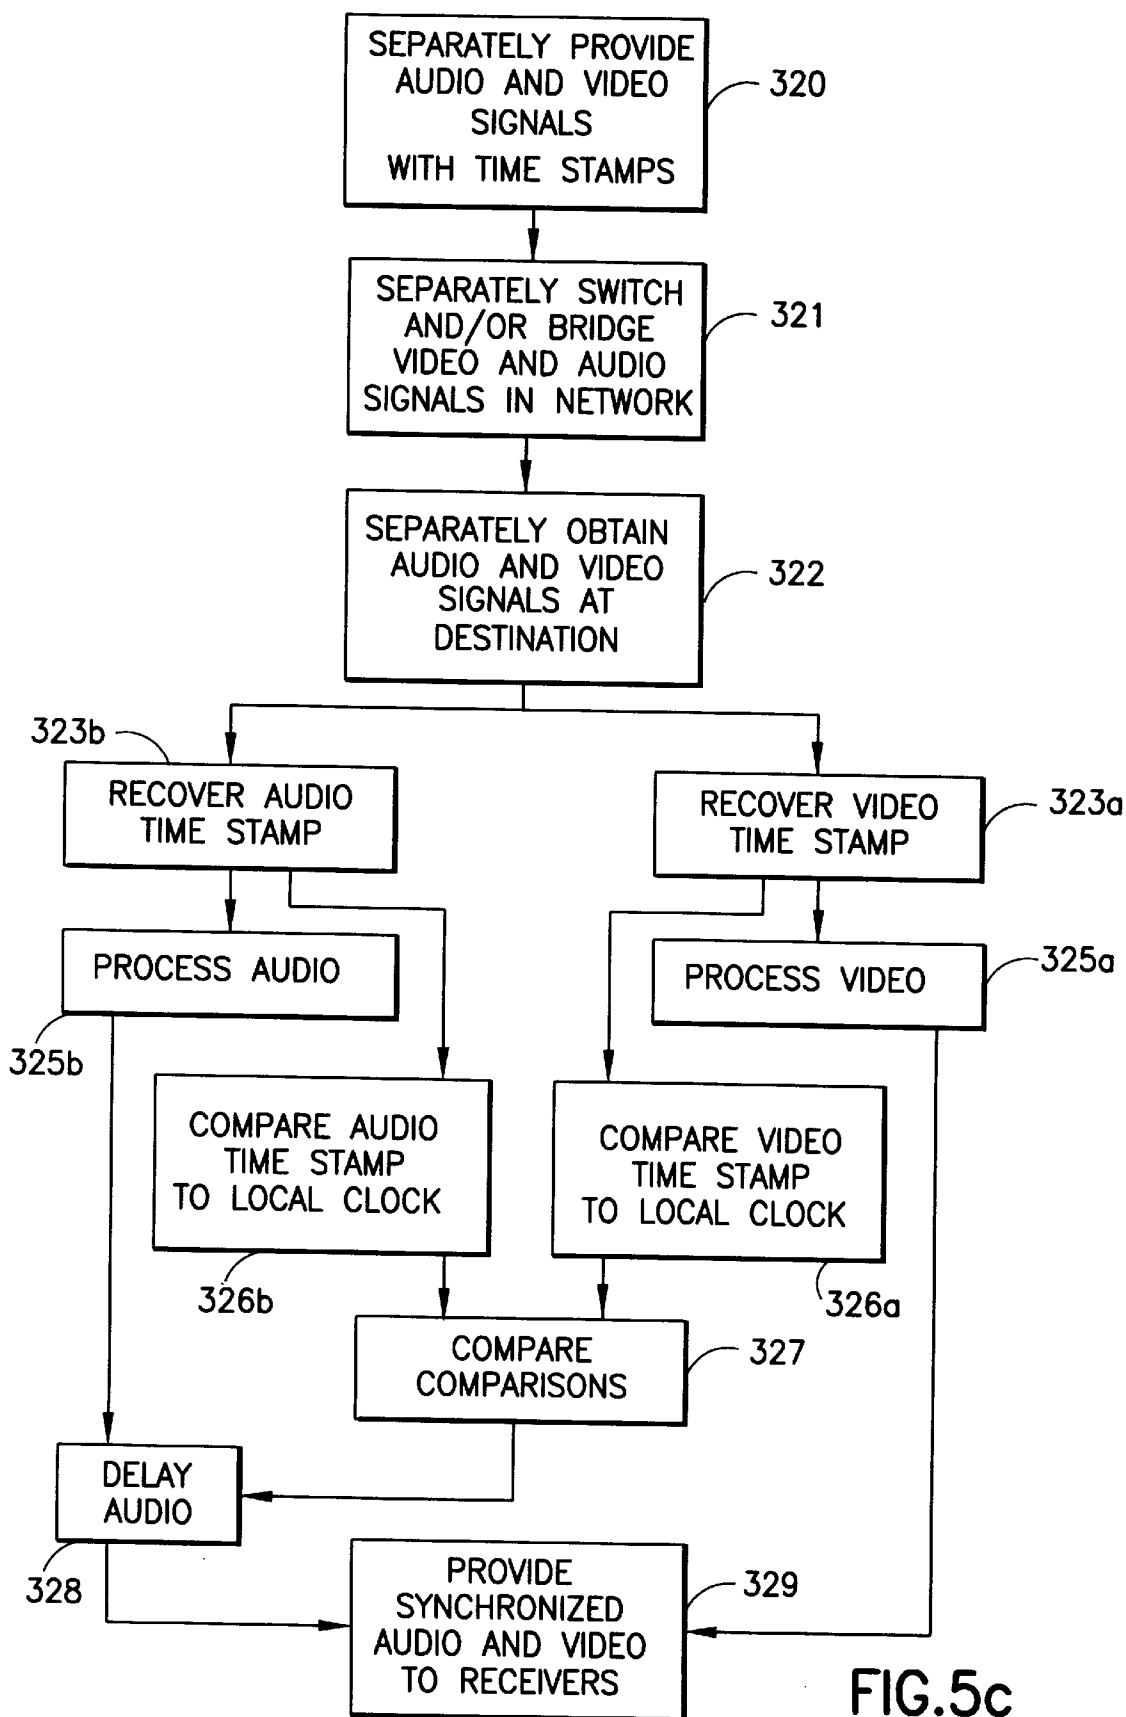 SEPARATELY PROVIDE
AUDIO AND VIDEO
SIGNALS
WITH TIME STAMPS
320
SEPARATELY SWITCH
AND/OR BRIDGE
VIDEO AND AUDIO
SIGNALS IN NETWORK
321
SEPARATELY OBTAIN
AUDIO AND VIDEO
SIGNALS AT
DESTINATION
322
323b
RECOVER AUDIO
TIME STAMP
RECOVER VIDEO
TIME STAMP
323a
PROCESS AUDIO
325b
PROCESS VIDEO
325a
COMPARE AUDIO
TIME STAMP
TO LOCAL CLOCK
326b
COMPARE VIDEO
TIME STAMP
TO LOCAL CLOCK
326a
COMPARE
COMPARISONS
327
DELAY
AUDIO
328
PROVIDE
SYNCHRONIZED
AUDIO AND VIDEO
TO RECEIVERS
329
FIG.5c